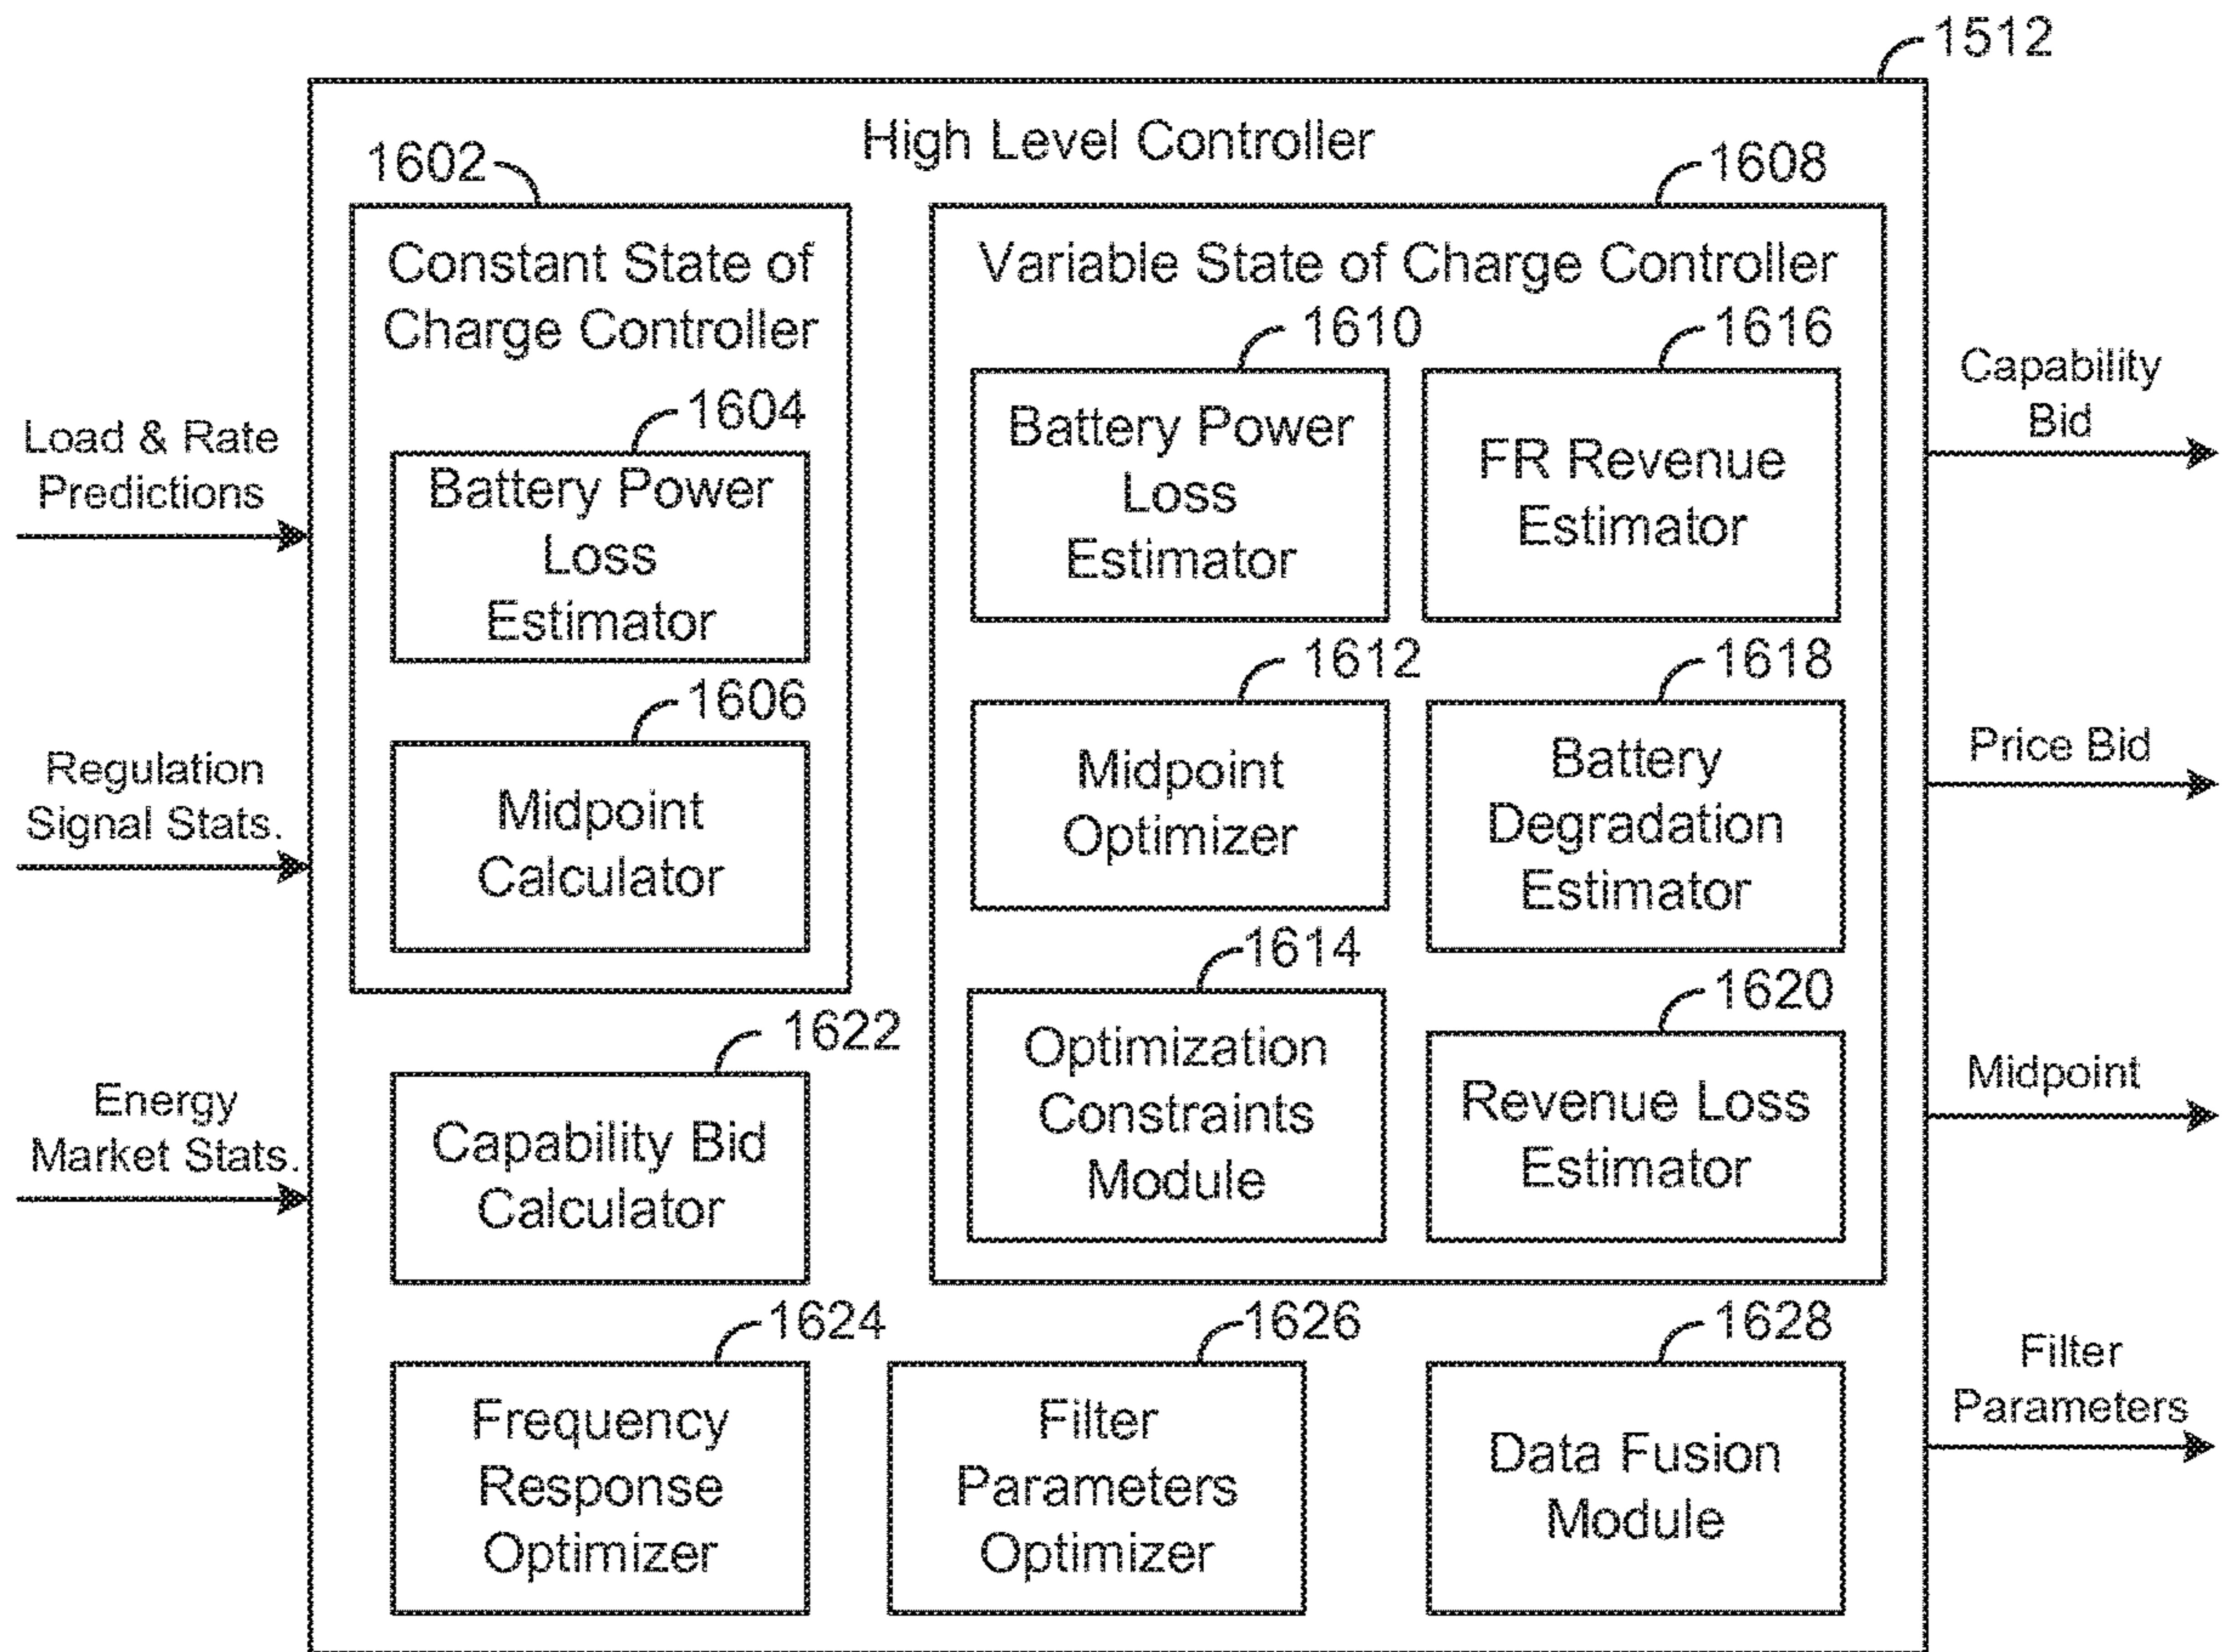 1512
High Level Controller
1602
1608
Constant State of
Charge Controller
Variable State of Charge Controller
1604
Battery Power
Loss
Estimator
1606
Midpoint
Calculator
1610
Battery Power
Loss
Estimator
1616
FR Revenue
Estimator
1612
Midpoint
Optimizer
1618
Battery
Degradation
Estimator
1614
Optimization
Constraints
Module
1620
Revenue Loss
Estimator
1622
Capability Bid
Calculator
1624
Frequency
Response
Optimizer
1626
Filter
Parameters
Optimizer
1628
Data Fusion
Module
Load & Rate
Predictions
Regulation
Signal Stats.
Energy
Market Stats.
Capability
Bid
Price Bid
Midpoint
Filter
Parameters